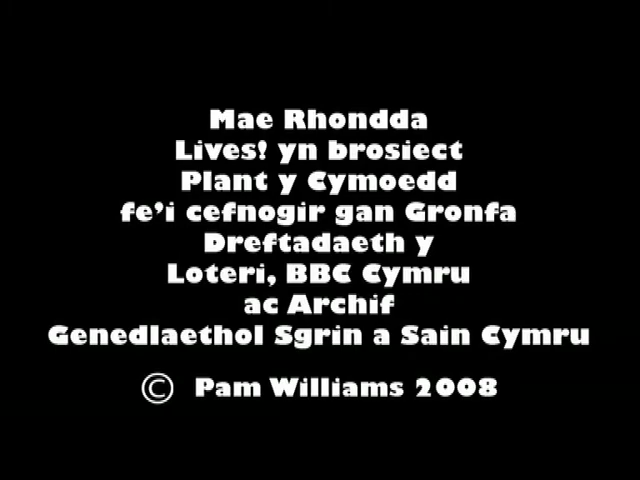 Mae Rhondda
Lives! yn brosiect
Plant y Cymoedd
fe'i cefnogir gan Gronfa
Dreftadaeth y
Loteri, BBC Cymru
ac Archif
Genedlaethol Sgrin a Sain Cymru
© Pam Williams 2008